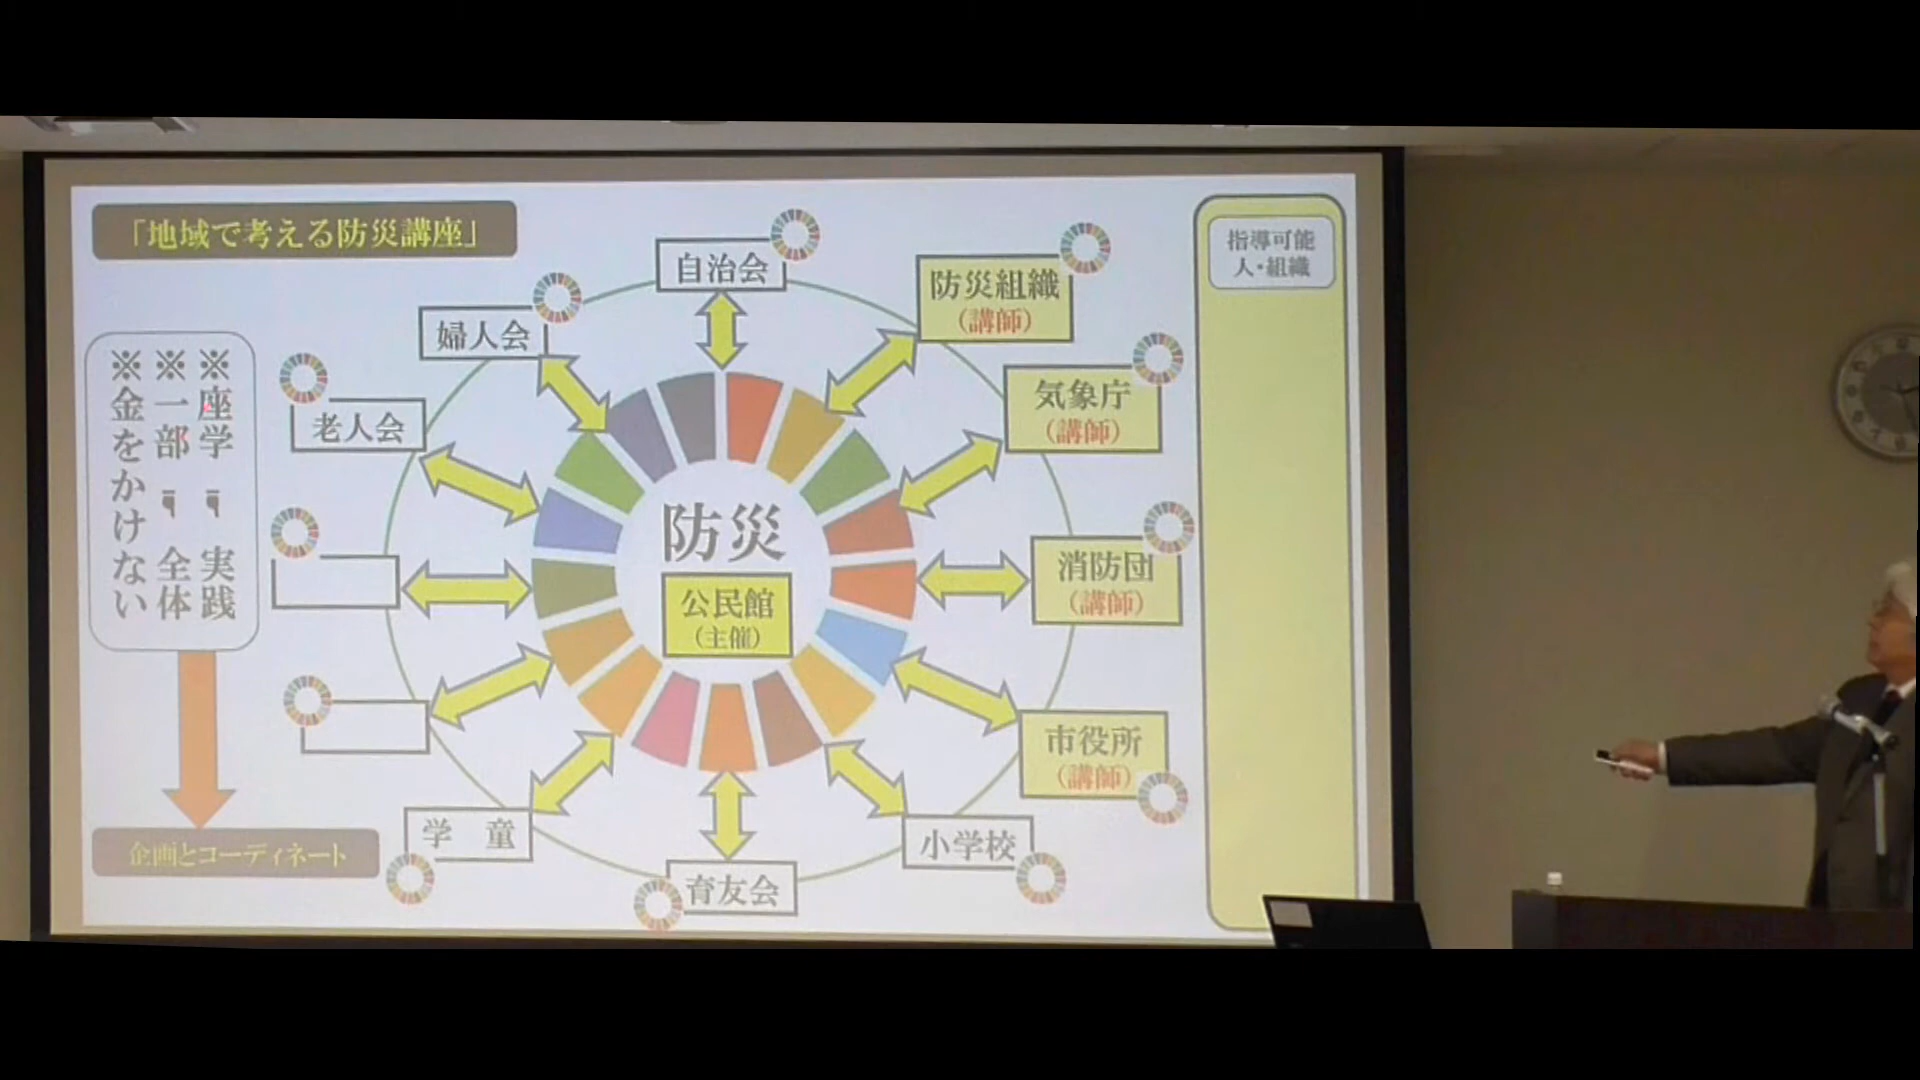 「地域で考える防災講座」
※座学 ☟ 実践
※一部 ☟ 全体
※金をかけない
企画とコーディネート
自治会
防災組織
(講師)
気象庁
(講師)
消防団
(講師)
市役所
(講師)
小学校
育友会
学 童
老人会
婦人会
防災
公民館
(主催)
指導可能
人・組織